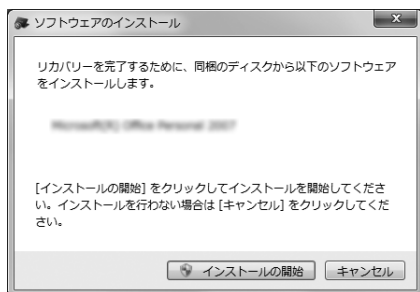 ソフトウェアのインストール
リカバリーを完了するために、同梱のディスクから以下のソフトウェア
をインストールします。
Microsoft(R) Office Personal 2007
[インストールの開始] をクリックしてインストールを開始してくださ
い。インストールを行わない場合は [キャンセル] をクリックしてくだ
さい。
インストールの開始
キャンセル